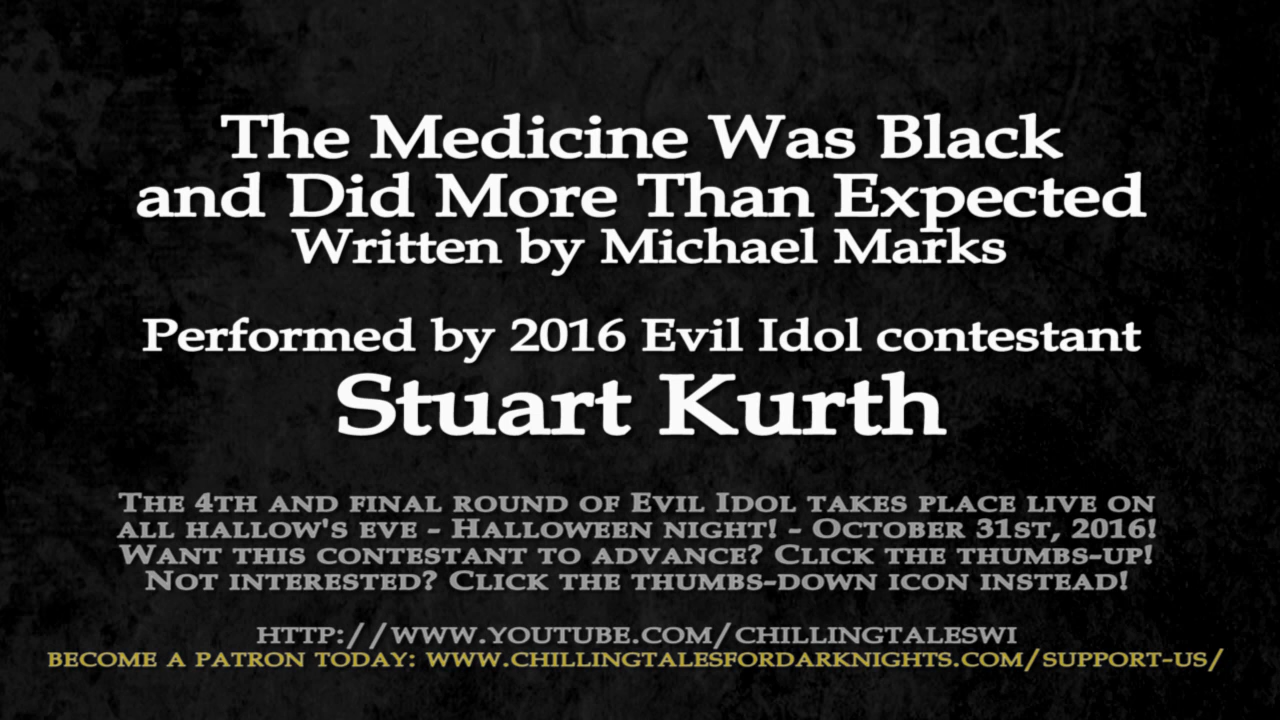 The Medicine Was Black
and Did More Than Expected
Written by Michael Marks
Performed by 2016 Evil Idol contestant
Stuart Kurth
The 4th and final round of Evil Idol takes place live on
all hallow's eve - Halloween night! - October 31st, 2016!
Want this contestant to advance? Click the thumbs-up!
Not interested? Click the thumbs-down icon instead!
http://www.youtube.com/chillingtaleswi
become a patron today: www.chillingtalesfordarknights.com/support-us/